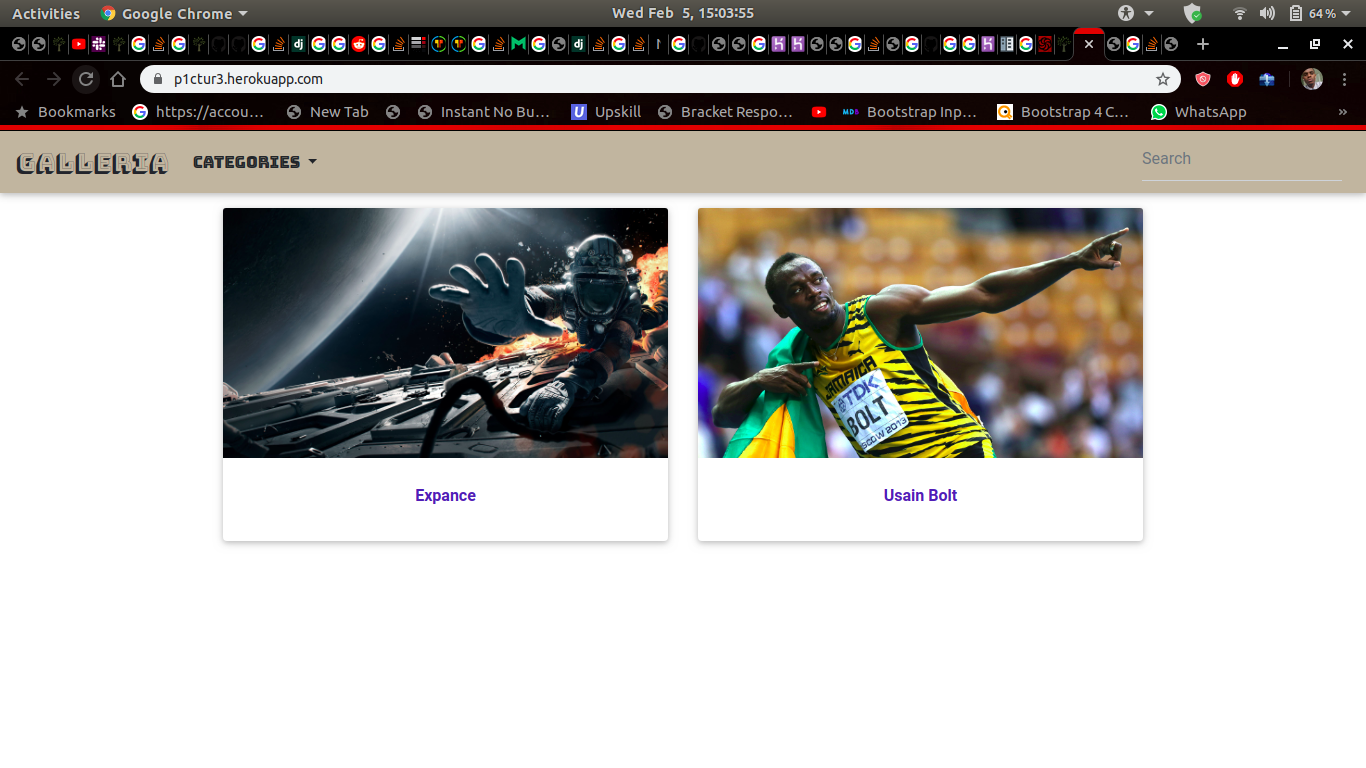 Activities Google Chrome Wed Feb 5, 15:03:55 64 %
p1ctur3.herokuapp.com
Bookmarks https://accou… New Tab Instant No Bu… Upskill Bracket Respo… MDB Bootstrap Inp… Bootstrap 4 C… WhatsApp »
GALLERIA CATEGORIES Search
JAMAICA
TDK
BOLT
SCOW 2013
Expance Usain Bolt